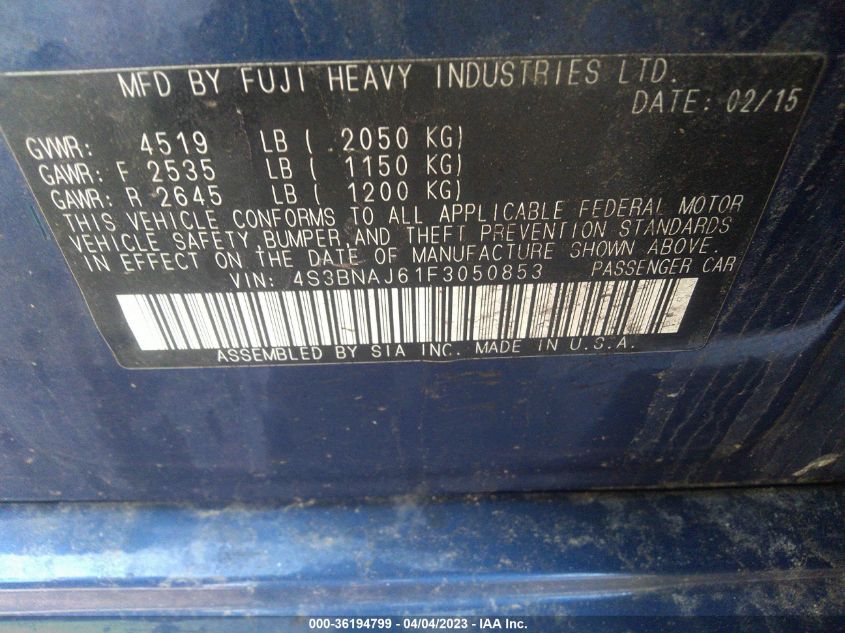 MFD BY FUJI HEAVY INDUSTRIES LTD.
DATE: 02/15
GVWR: 4519 LB ( 2050 KG)
GAWR: F 2535 LB ( 1150 KG)
GAWR: R 2645 LB ( 1200 KG)
THIS VEHICLE CONFORMS TO ALL APPLICABLE FEDERAL MOTOR
VEHICLE SAFETY,BUMPER,AND THEFT PREVENTION STANDARDS
IN EFFECT ON THE DATE OF MANUFACTURE SHOWN ABOVE.
VIN: 4S3BNAJ61F3050853 PASSENGER CAR
ASSEMBLED BY SIA INC. MADE IN U.S.A.
000-36194799 - 04/04/2023 - IAA Inc.